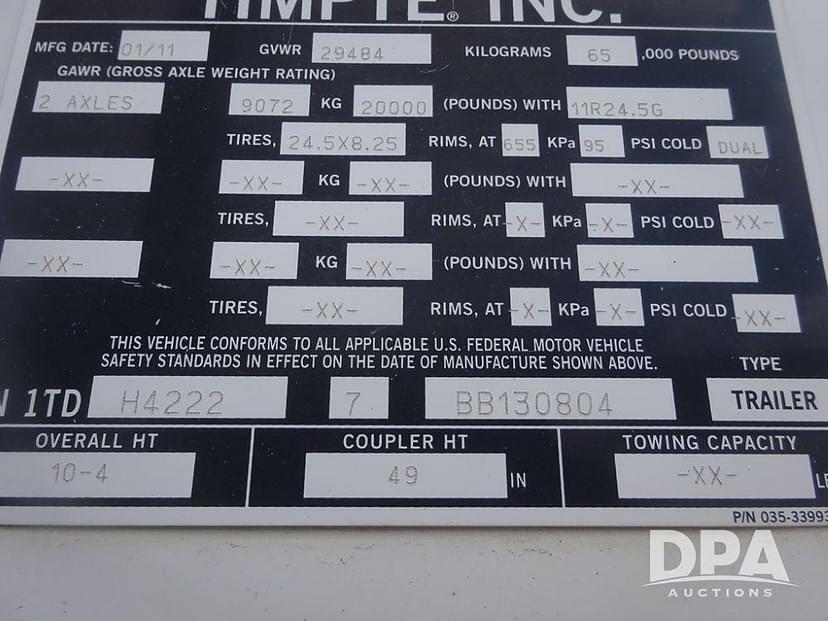 TIMPTE® INC.
MFG DATE: 01/11 GVWR 29484 KILOGRAMS 65 ,000 POUNDS
GAWR (GROSS AXLE WEIGHT RATING)
2 AXLES 9072 KG 20000 (POUNDS) WITH 11R24.5G
TIRES, 24.5X8.25 RIMS, AT 655 KPa 95 PSI COLD DUAL
-XX- -XX- KG -XX- (POUNDS) WITH -XX-
TIRES, -XX- RIMS, AT -X- KPa -X- PSI COLD -XX-
-XX- -XX- KG -XX- (POUNDS) WITH -XX-
TIRES, -XX- RIMS, AT -X- KPa -X- PSI COLD -XX-
THIS VEHICLE CONFORMS TO ALL APPLICABLE U.S. FEDERAL MOTOR VEHICLE
SAFETY STANDARDS IN EFFECT ON THE DATE OF MANUFACTURE SHOWN ABOVE.
TYPE
1TD H4222 7 BB130804 TRAILER
OVERALL HT COUPLER HT TOWING CAPACITY
10-4 49 IN -XX-
P/N 035-33993
DPA
AUCTIONS